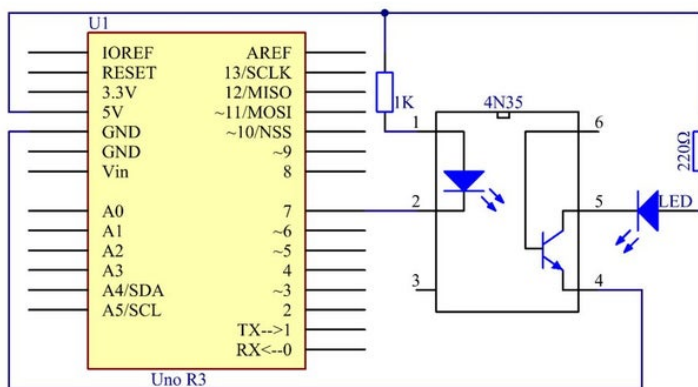 U1
IOREF AREF
RESET 13/SCLK
3.3V 12/MISO
5V ~11/MOSI
GND ~10/NSS
GND ~9
Vin 8
A0 7
A1 ~6
A2 ~5
A3 4
A4/SDA ~3
A5/SCL 2
TX-->1
RX<--0
Uno R3
1K
4N35
1
2
3
6
5
4
LED
220Ω